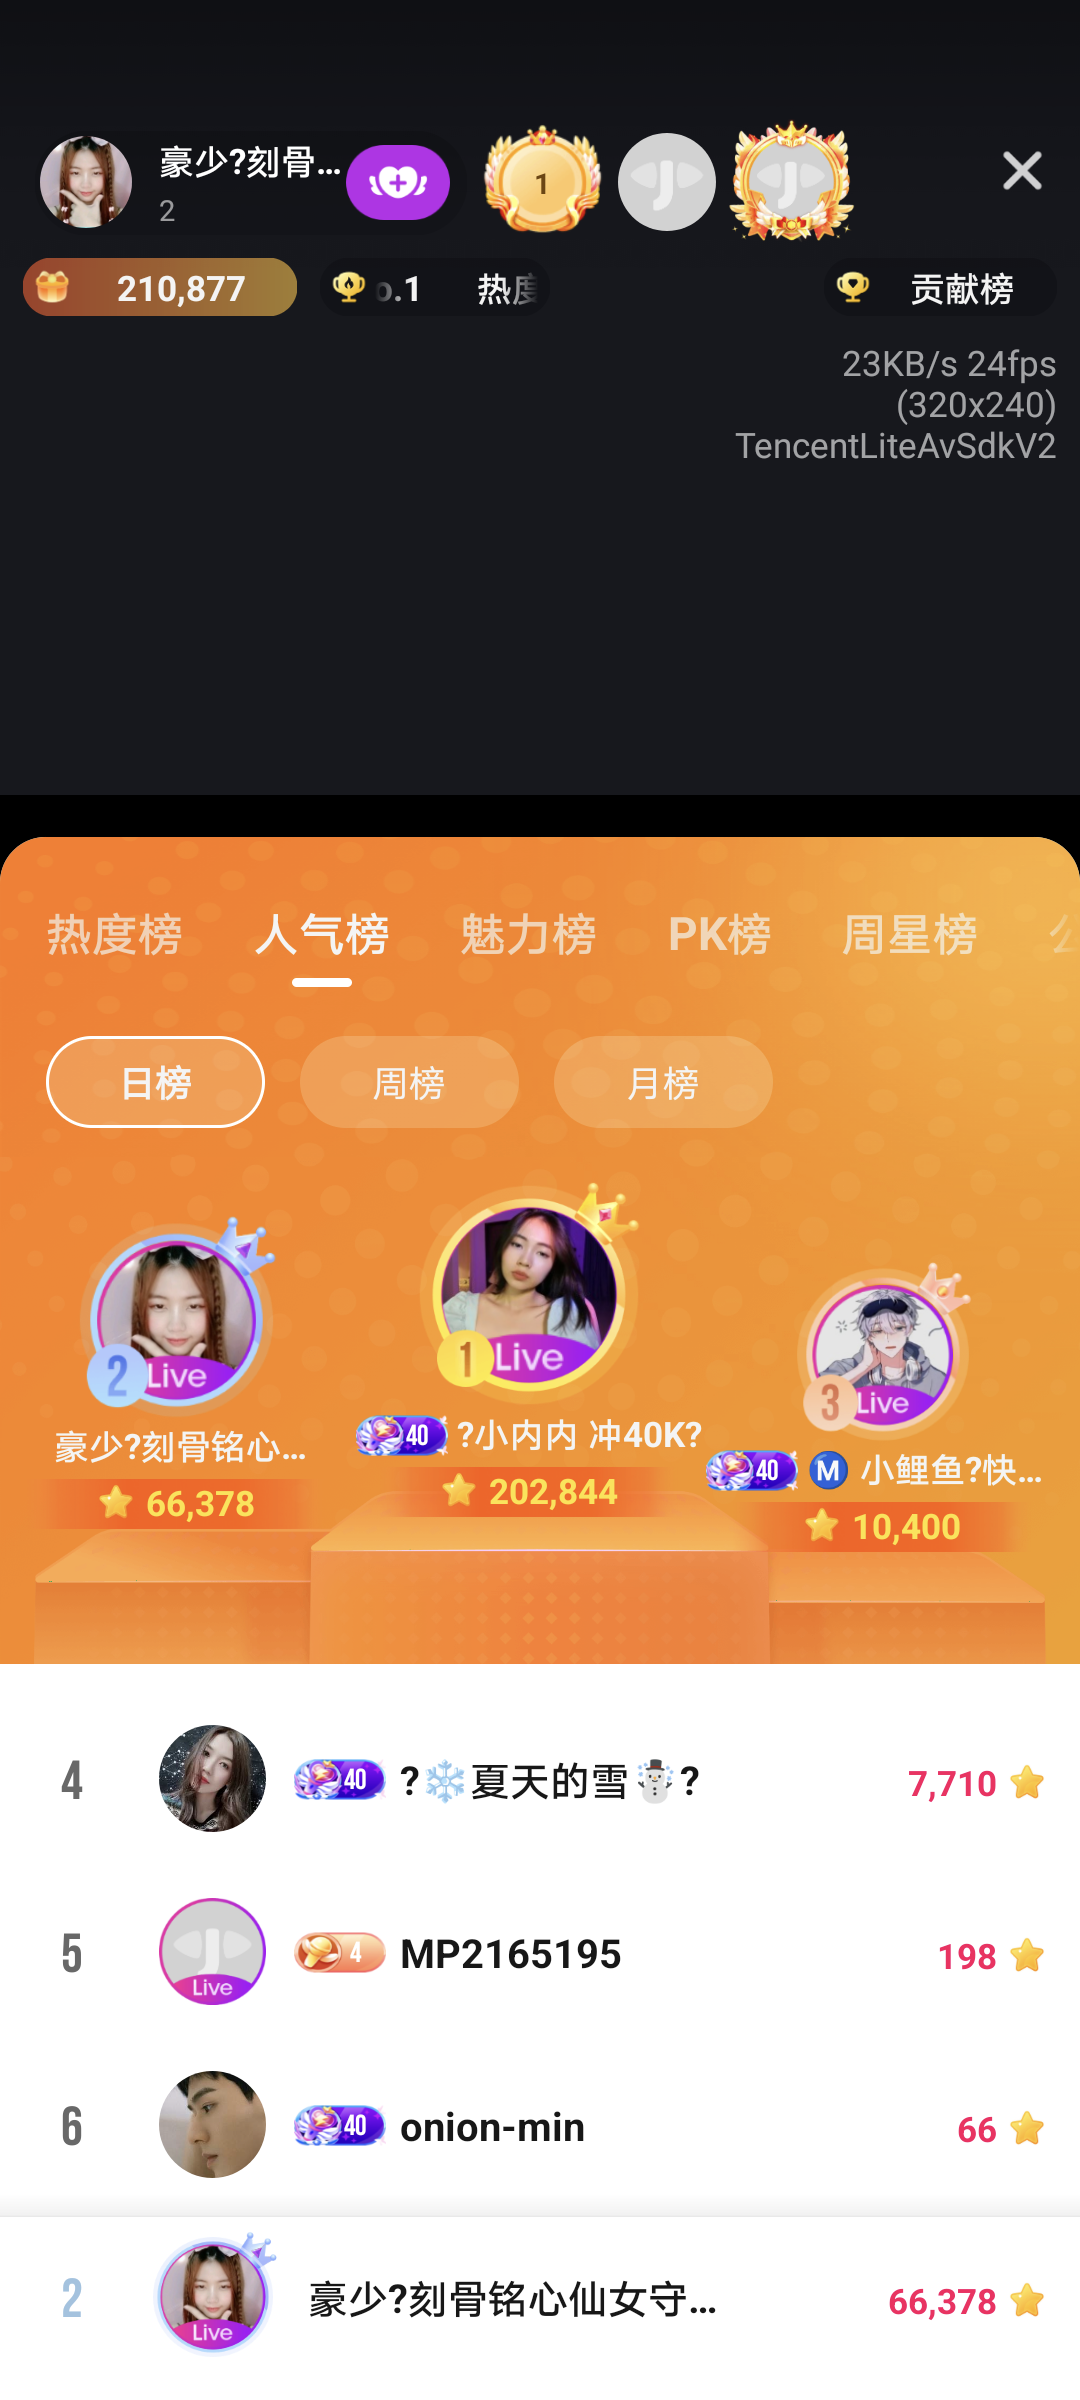 豪少?刻骨...
2
1
210,877
o.1 热度
贡献榜
23KB/s 24fps
(320x240)
TencentLiteAvSdkV2
热度榜 人气榜 魅力榜 PK榜 周星榜
日榜 周榜 月榜
2 Live
豪少?刻骨铭心...
66,378
1 Live
40 ?小内内 冲40K?
202,844
3 Live
40 M 小鲤鱼?快...
10,400
4 40 ?❄️夏天的雪☃️? 7,710
5 Live 4 MP2165195 198
6 40 onion-min 66
2 Live 豪少?刻骨铭心仙女守... 66,378